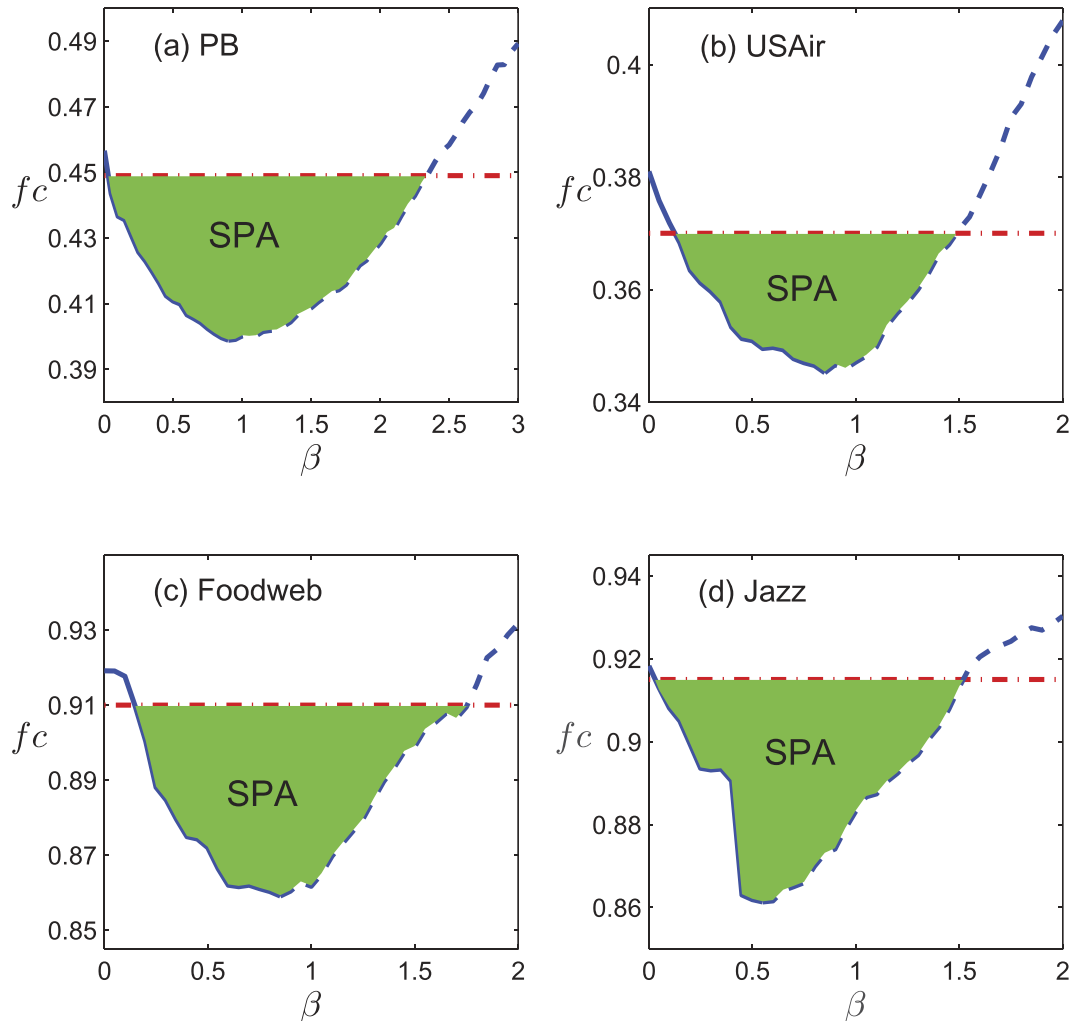 (a) PB
0.49
0.47
0.45
0.43
0.41
0.39
fc
SPA
0 0.5 1 1.5 2 2.5 3
β
(b) USAir
0.4
0.38
0.36
0.34
fc
SPA
0 0.5 1 1.5 2
β
(c) Foodweb
0.93
0.91
0.89
0.87
0.85
fc
SPA
0 0.5 1 1.5 2
β
(d) Jazz
0.94
0.92
0.9
0.88
0.86
fc
SPA
0 0.5 1 1.5 2
β